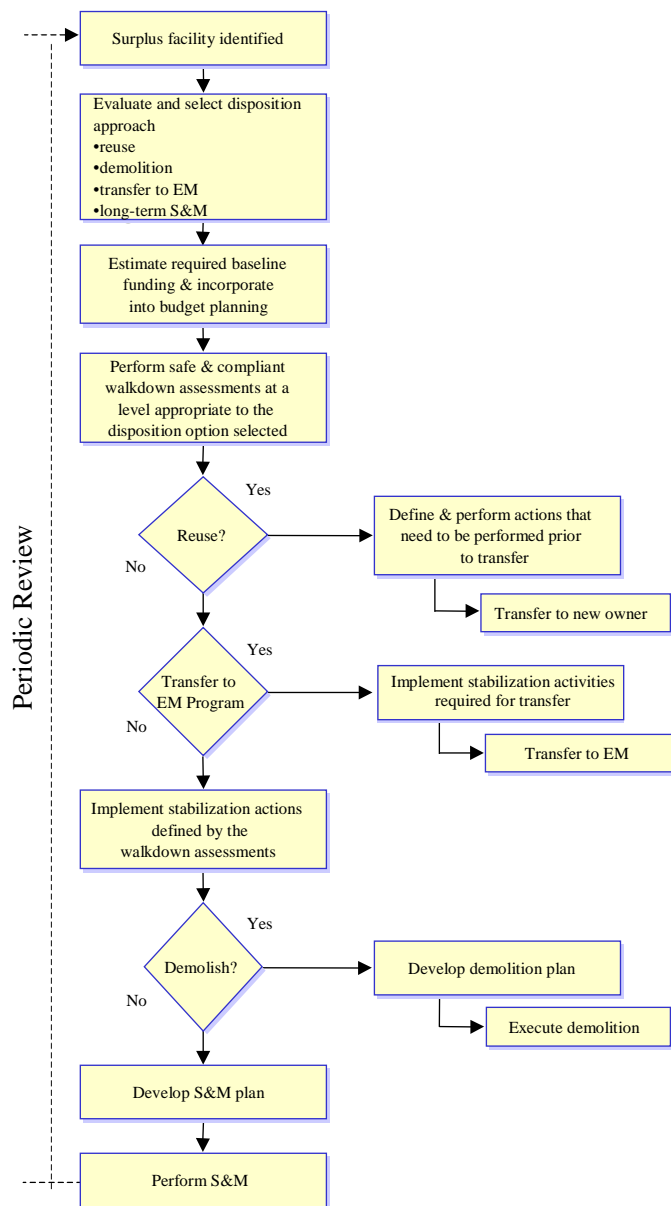 Surplus facility identified
Evaluate and select disposition
approach
•reuse
•demolition
•transfer to EM
•long-term S&M
Estimate required baseline
funding & incorporate
into budget planning
Perform safe & compliant
walkdown assessments at a
level appropriate to the
disposition option selected
Yes
Reuse?
No
Define & perform actions that
need to be performed prior
to transfer
Transfer to new owner
Yes
Transfer to
EM Program
No
Implement stabilization activities
required for transfer
Transfer to EM
Implement stabilization actions
defined by the
walkdown assessments
Yes
Demolish?
No
Develop demolition plan
Execute demolition
Develop S&M plan
Perform S&M
Periodic Review